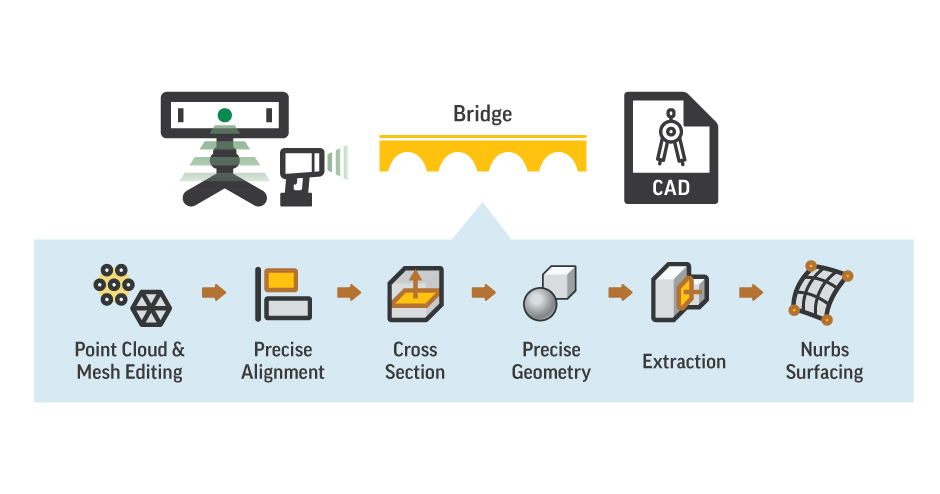 Bridge
CAD
Point Cloud &
Mesh Editing
Precise
Alignment
Cross
Section
Precise
Geometry
Extraction
Nurbs
Surfacing